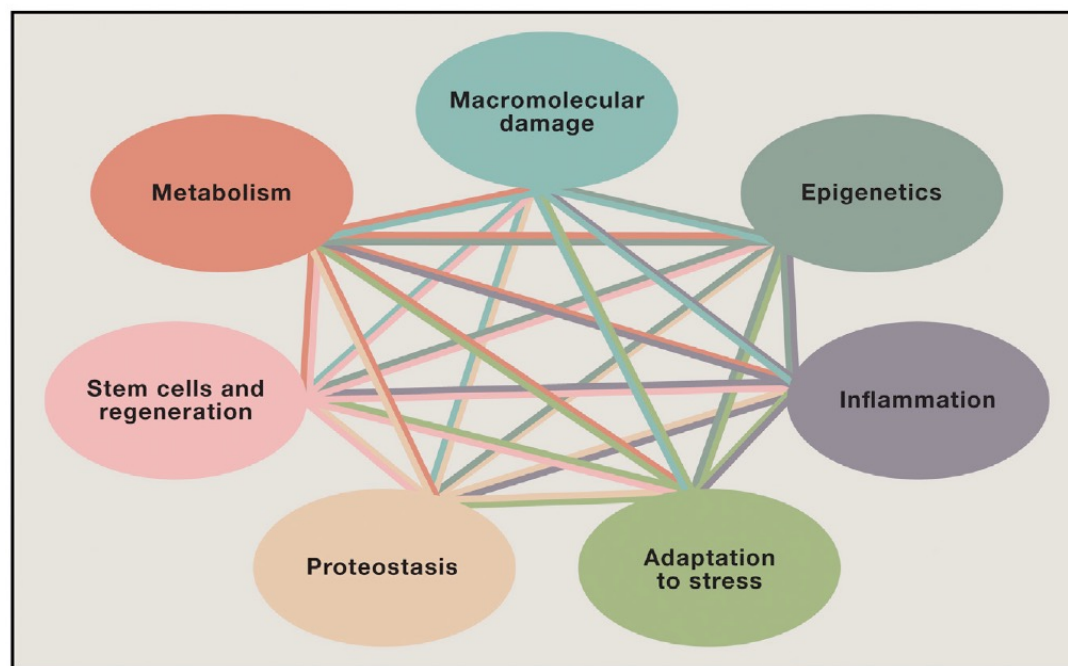 Macromolecular
damage
Metabolism
Epigenetics
Stem cells and
regeneration
Inflammation
Proteostasis
Adaptation
to stress